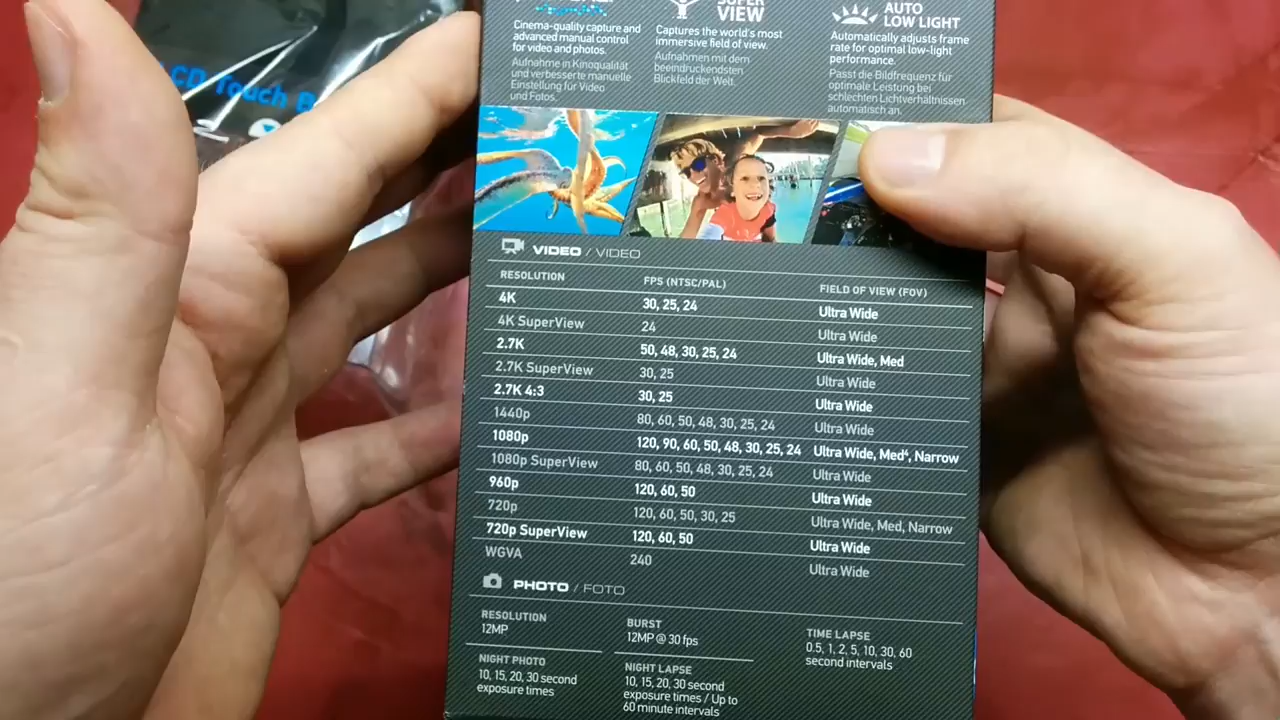 CD Touch B
SUPER
VIEW
AUTO
LOW LIGHT
Cinema-quality capture and
advanced manual control
for video and photos.
Aufnahme in Kinoqualität
und verbesserte manuelle
Einstellung für Video
und Fotos.
Captures the world's most
immersive field of view.
Aufnahmen mit dem
beeindruckendsten
Blickfeld der Welt.
Automatically adjusts frame
rate for optimal low-light
performance.
Passt die Bildfrequenz für
optimale Leistung bei
schlechten Lichtverhältnissen
automatisch an.
VIDEO / VIDEO
RESOLUTION FPS (NTSC/PAL) FIELD OF VIEW (FOV)
4K 30, 25, 24 Ultra Wide
4K SuperView 24 Ultra Wide
2.7K 50, 48, 30, 25, 24 Ultra Wide, Med
2.7K SuperView 30, 25 Ultra Wide
2.7K 4:3 30, 25 Ultra Wide
1440p 80, 60, 50, 48, 30, 25, 24 Ultra Wide
1080p 120, 90, 60, 50, 48, 30, 25, 24 Ultra Wide, Med⁶, Narrow
1080p SuperView 80, 60, 50, 48, 30, 25, 24 Ultra Wide
960p 120, 60, 50 Ultra Wide
720p 120, 60, 50, 30, 25 Ultra Wide, Med, Narrow
720p SuperView 120, 60, 50 Ultra Wide
WGVA 240 Ultra Wide
PHOTO / FOTO
RESOLUTION
12MP
BURST
12MP @ 30 fps
TIME LAPSE
0.5, 1, 2, 5, 10, 30, 60
second intervals
NIGHT PHOTO
10, 15, 20, 30 second
exposure times
NIGHT LAPSE
10, 15, 20, 30 second
exposure times / Up to
60 minute intervals